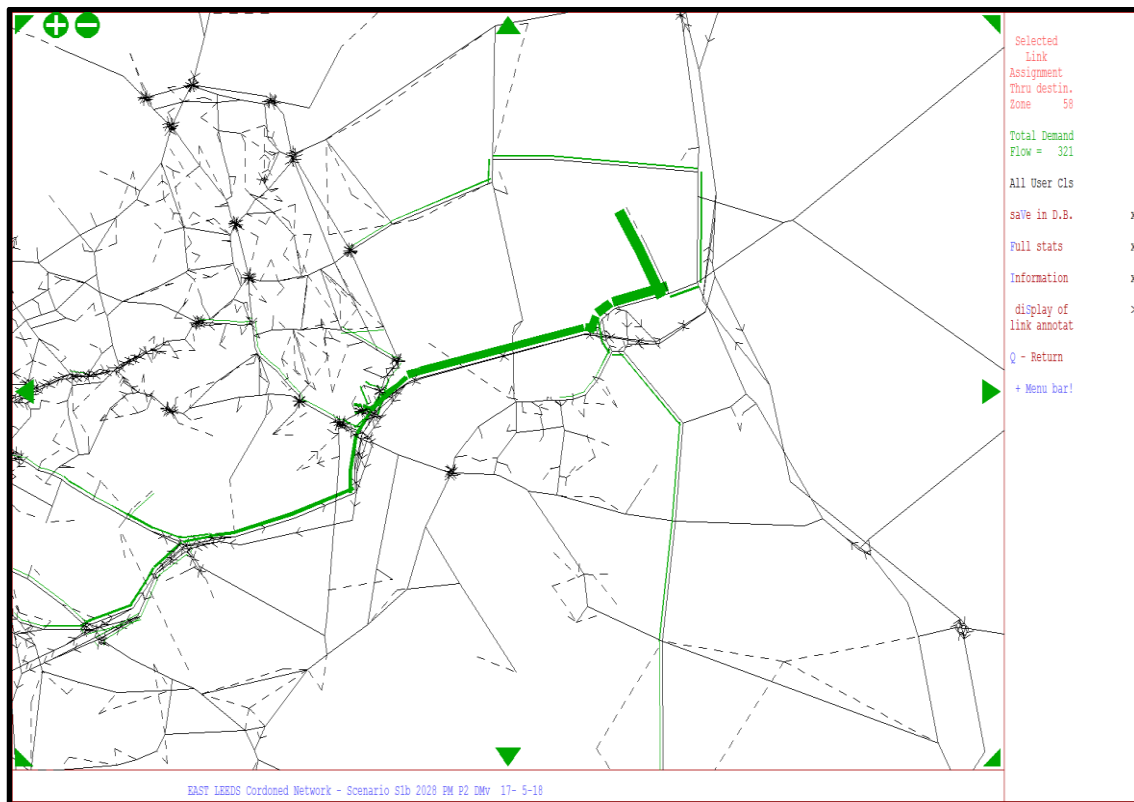 Selected
Link
Assignment
Thru destin.
Zone 58
Total Demand
Flow = 321
All User Cls
saVe in D.B.
Full stats
Information
diSplay of
link annotat
Q - Return
+ Menu bar!
EAST LEEDS Cordoned Network - Scenario S1b 2028 PM P2 DMv 17- 5-18